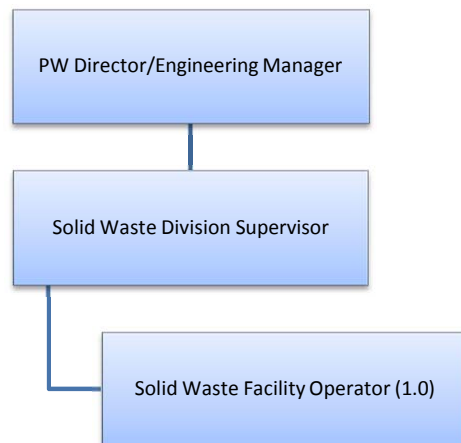 PW Director/Engineering Manager
Solid Waste Division Supervisor
Solid Waste Facility Operator (1.0)